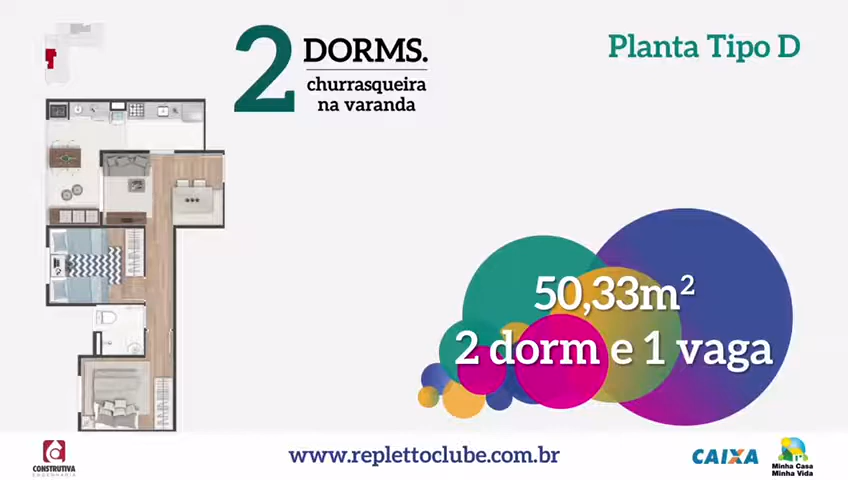 2 DORMS.
churrasqueira
na varanda
Planta Tipo D
50,33m²
2 dorm e 1 vaga
CONSTRUTIVA
ENGENHARIA
www.replettoclube.com.br
CAIXA
Minha Casa
Minha Vida